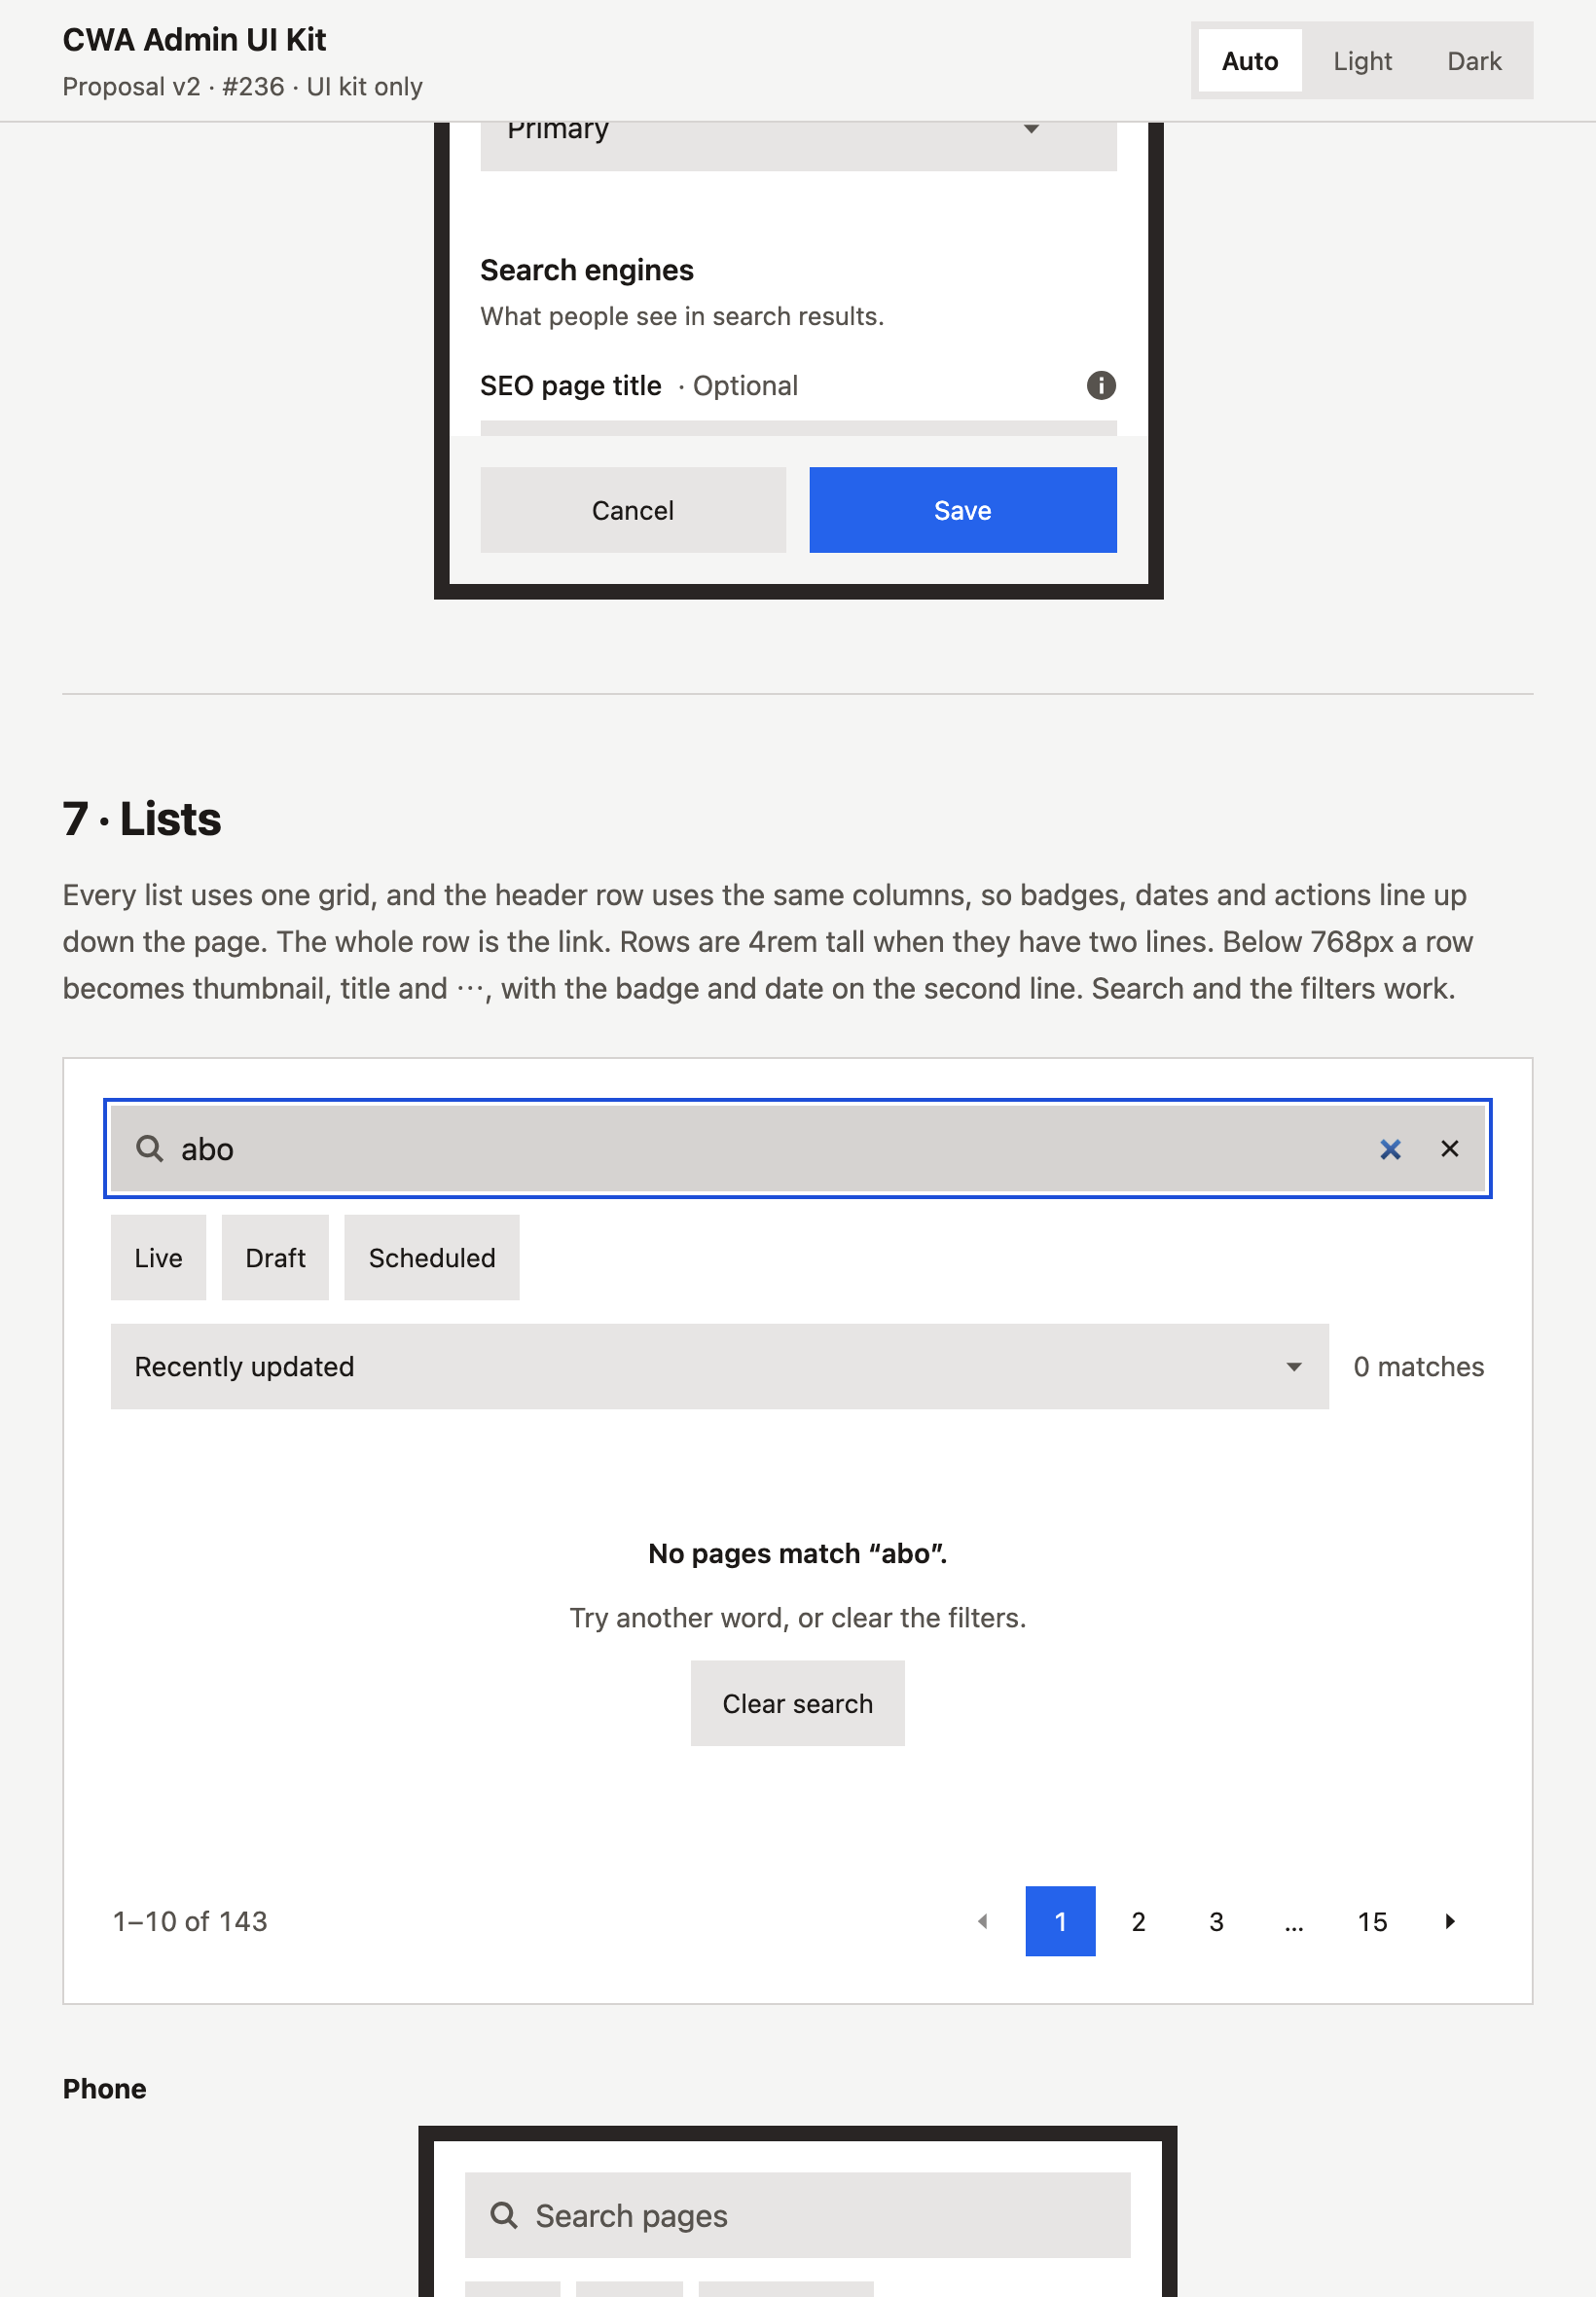 CWA Admin UI Kit
Proposal v2 · #236 · UI kit only
Auto Light Dark
Primary
Search engines
What people see in search results.
SEO page title · Optional
Cancel Save
7 · Lists
Every list uses one grid, and the header row uses the same columns, so badges, dates and actions line up
down the page. The whole row is the link. Rows are 4rem tall when they have two lines. Below 768px a row
becomes thumbnail, title and ···, with the badge and date on the second line. Search and the filters work.
abo
Live Draft Scheduled
Recently updated 0 matches
No pages match “abo”.
Try another word, or clear the filters.
Clear search
1–10 of 143 1 2 3 ... 15
Phone
Search pages